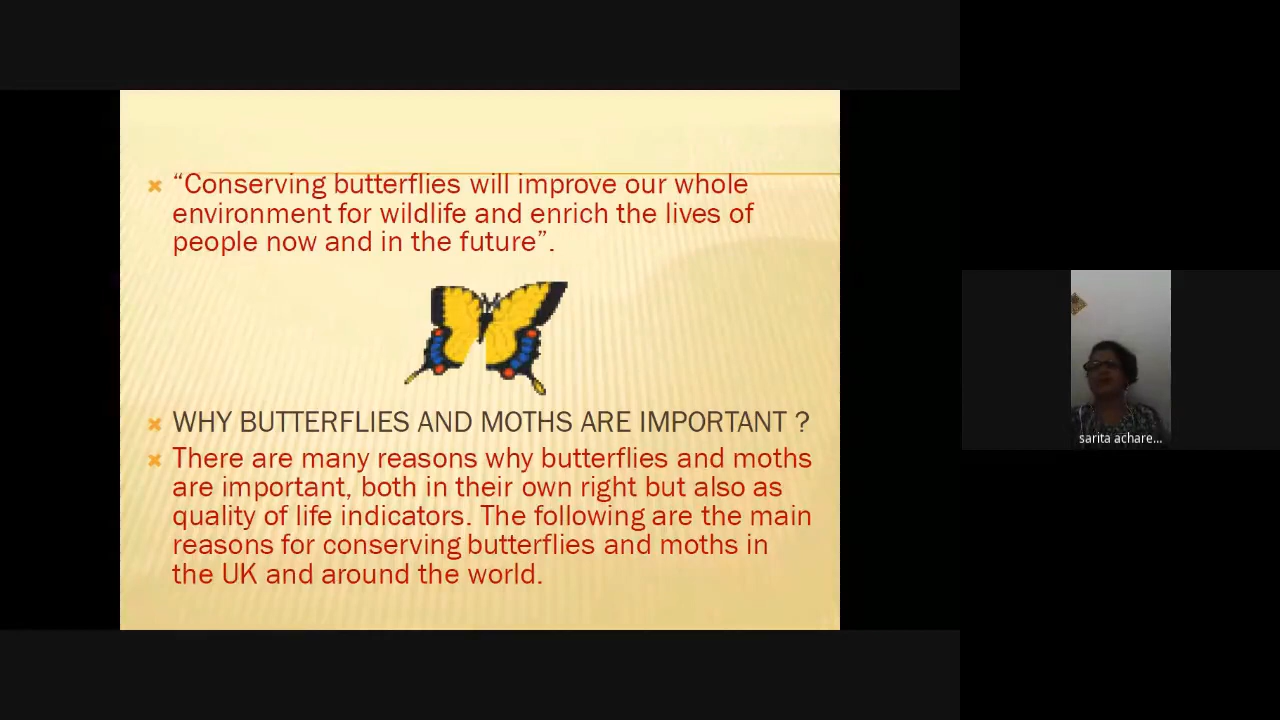 “Conserving butterflies will improve our whole
environment for wildlife and enrich the lives of
people now and in the future”.
WHY BUTTERFLIES AND MOTHS ARE IMPORTANT ?
There are many reasons why butterflies and moths
are important, both in their own right but also as
quality of life indicators. The following are the main
reasons for conserving butterflies and moths in
the UK and around the world.
sarita achare...